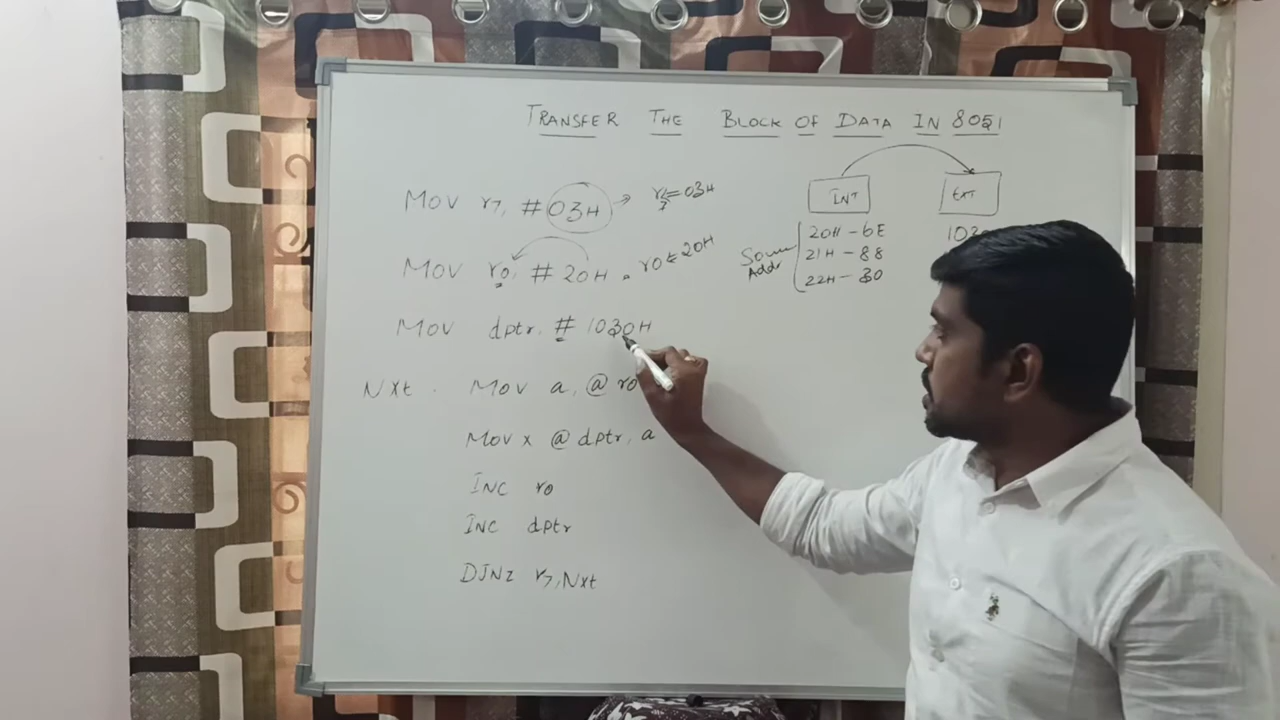 TRANSFER THE BLOCK OF DATA IN 8051
MOV r7, #03H → r7=03H
MOV r0, #20H. r0=20H
MOV dptr, #1030H
Nxt. MOV a, @r0
MOVx @dptr, a
INC r0
INC dptr
DJNZ r7, Nxt
INT EXT
20H-6E
21H-88
22H-30
Addr